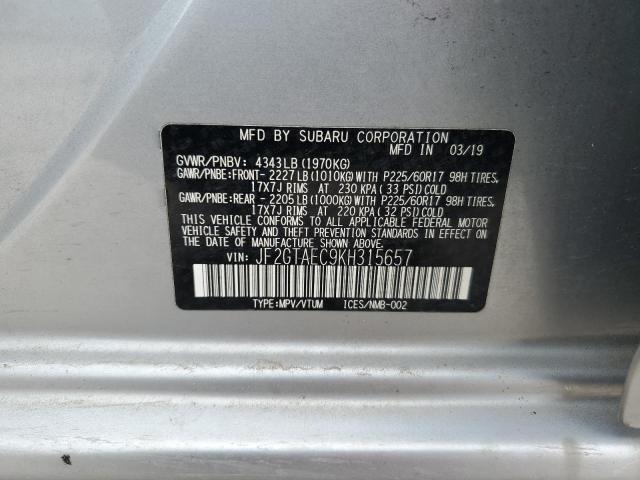 MFD BY SUBARU CORPORATION
MFD. IN 03/19
GVWR/PNBV: 4343LB(1970KG)
GAWR/PNBE:FRONT- 2227LB(1010KG) WITH P225/60R17 98H TIRES,
17X7J RIMS AT 230 KPA (33 PSI) COLD
GAWR/PNBE:REAR - 2205LB(1000KG) WITH P225/60R17 98H TIRES,
17X7J RIMS AT 220 KPA (32 PSI) COLD
THIS VEHICLE CONFORMS TO ALL APPLICABLE FEDERAL MOTOR
VEHICLE SAFETY AND THEFT PREVENTION STANDARDS IN EFFECT
ON THE DATE OF MANUFACTURE SHOWN ABOVE.
VIN: JF2GTAEC9KH315657
TYPE:MPV/VTUM ICES/NMB-002